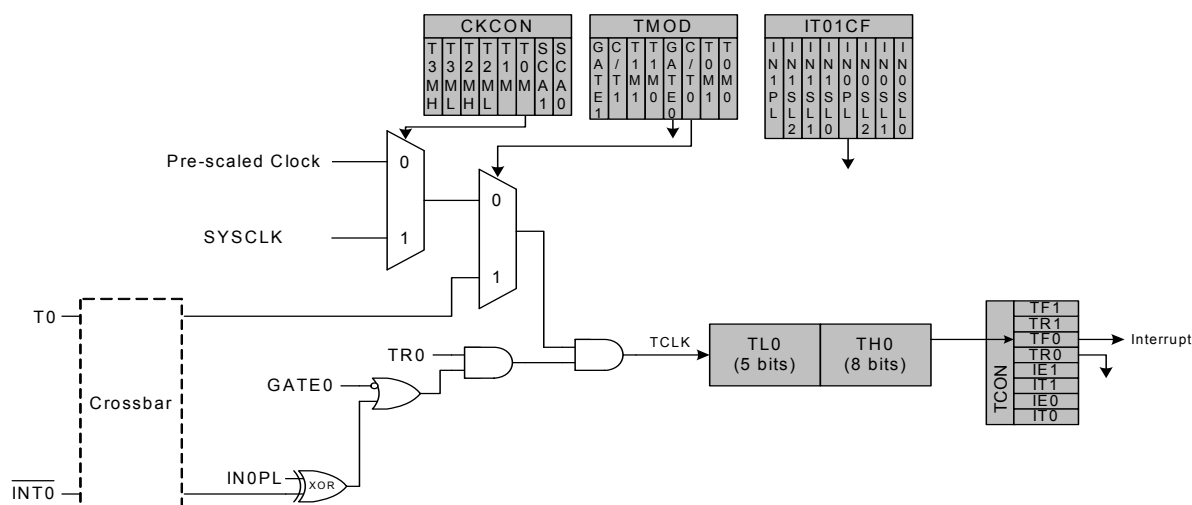 CKCON
T3MH T3ML T2MH T2ML T1M T0M SCA1 SCA0
TMOD
GATE1 C/T1 T1M1 T1M0 GATE0 C/T0 T0M1 T0M0
IT01CF
IN1PL IN1SL2 IN1SL1 IN1SL0 IN0PL IN0SL2 IN0SL1 IN0SL0
Pre-scaled Clock
0
SYSCLK
1
0
1
T0
Crossbar
INT0
TR0
GATE0
IN0PL
XOR
TCLK
TL0
(5 bits)
TH0
(8 bits)
TCON
TF1
TR1
TF0
TR0
IE1
IT1
IE0
IT0
Interrupt